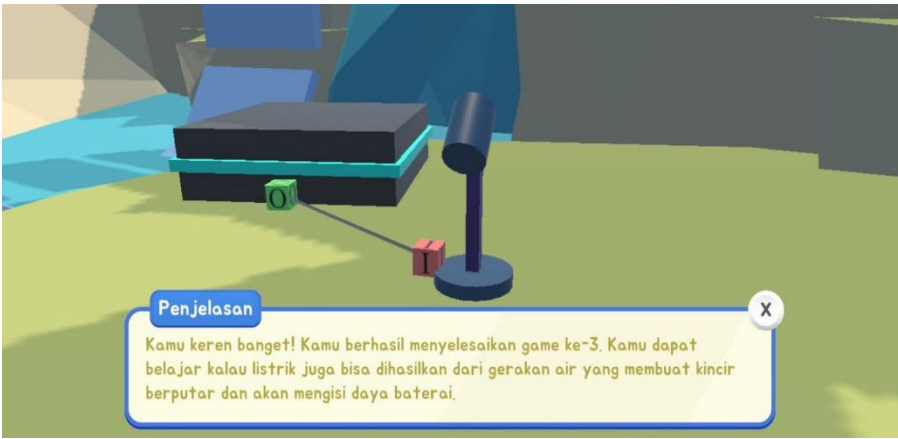 O
I
Penjelasan
X
Kamu keren banget! Kamu berhasil menyelesaikan game ke-3. Kamu dapat
belajar kalau listrik juga bisa dihasilkan dari gerakan air yang membuat kincir
berputar dan akan mengisi daya baterai.